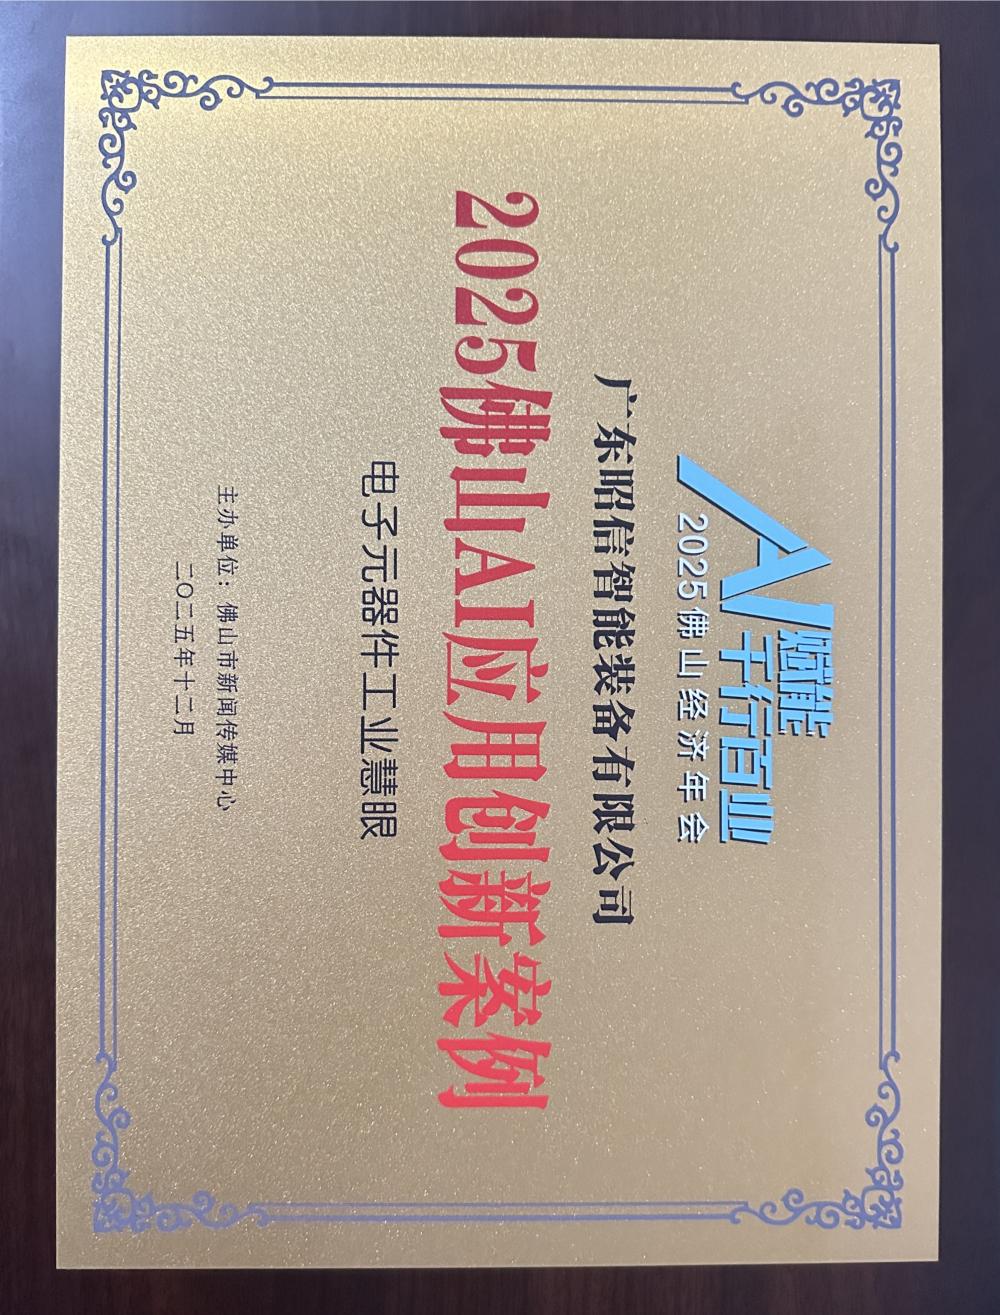 AI赋能
千行百业
2025佛山经济年会
广东昭信智能装备有限公司
2025佛山AI应用创新案例
电子元器件工业慧眼
主办单位：佛山市新闻传媒中心
二〇二五年十二月